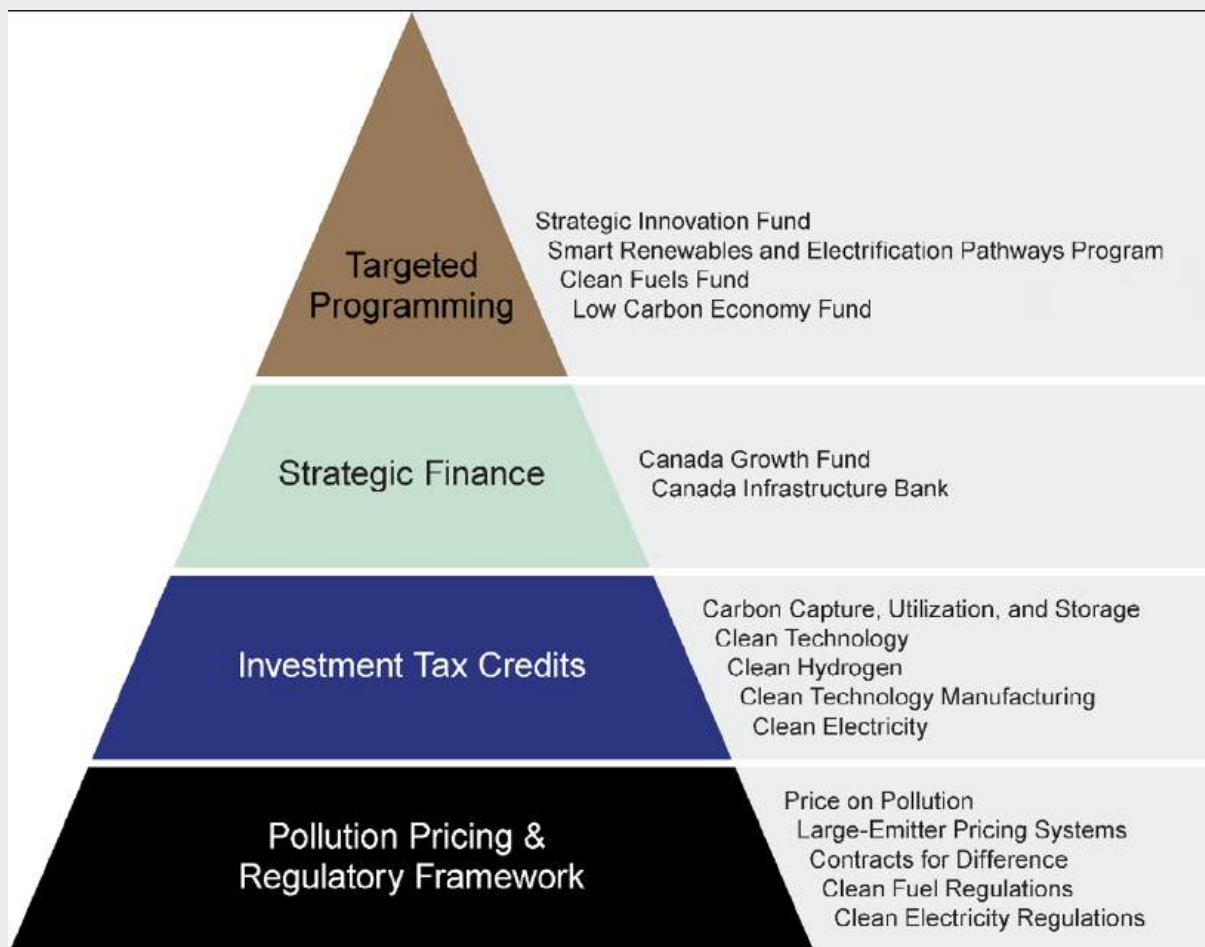 Targeted
Programming
Strategic Innovation Fund
Smart Renewables and Electrification Pathways Program
Clean Fuels Fund
Low Carbon Economy Fund
Strategic Finance
Canada Growth Fund
Canada Infrastructure Bank
Investment Tax Credits
Carbon Capture, Utilization, and Storage
Clean Technology
Clean Hydrogen
Clean Technology Manufacturing
Clean Electricity
Pollution Pricing &
Regulatory Framework
Price on Pollution
Large-Emitter Pricing Systems
Contracts for Difference
Clean Fuel Regulations
Clean Electricity Regulations